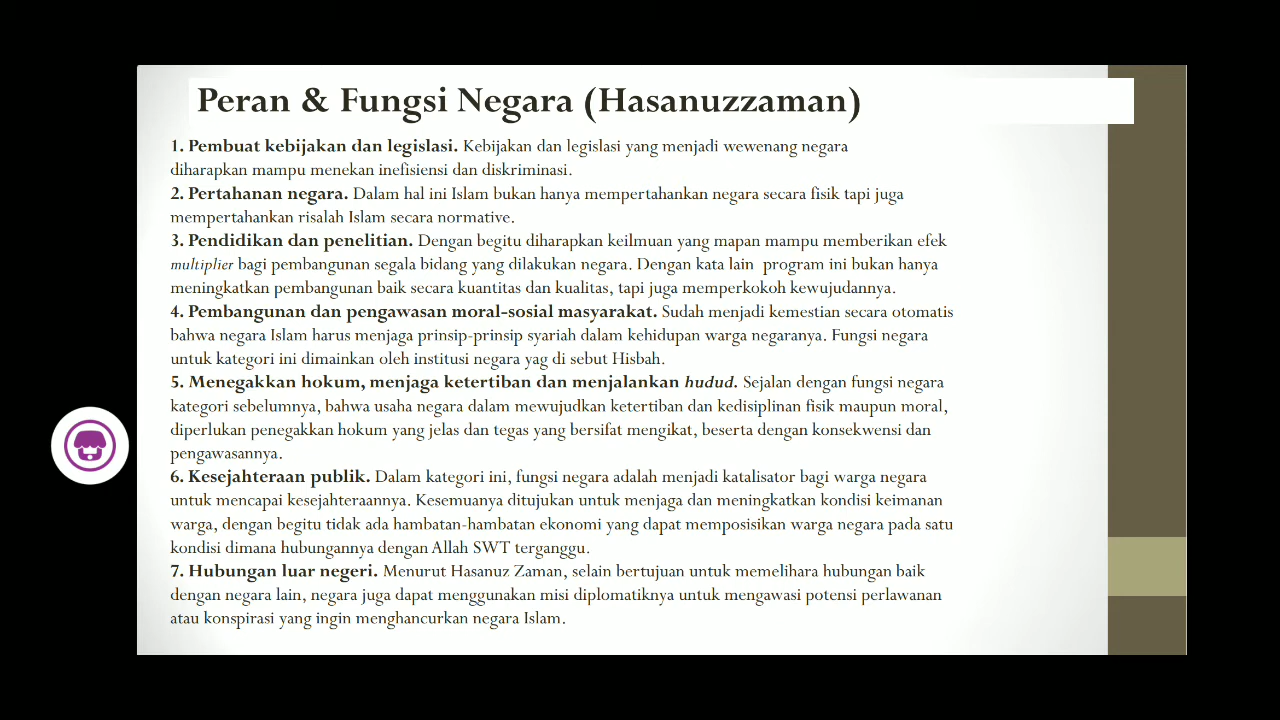 Peran & Fungsi Negara (Hasanuzzaman)
1. Pembuat kebijakan dan legislasi. Kebijakan dan legislasi yang menjadi wewenang negara
diharapkan mampu menekan inefisiensi dan diskriminasi.
2. Pertahanan negara. Dalam hal ini Islam bukan hanya mempertahankan negara secara fisik tapi juga
mempertahankan risalah Islam secara normative.
3. Pendidikan dan penelitian. Dengan begitu diharapkan keilmuan yang mapan mampu memberikan efek
multiplier bagi pembangunan segala bidang yang dilakukan negara. Dengan kata lain program ini bukan hanya
meningkatkan pembangunan baik secara kuantitas dan kualitas, tapi juga memperkokoh kewujudannya.
4. Pembangunan dan pengawasan moral-sosial masyarakat. Sudah menjadi kemestian secara otomatis
bahwa negara Islam harus menjaga prinsip-prinsip syariah dalam kehidupan warga negaranya. Fungsi negara
untuk kategori ini dimainkan oleh institusi negara yag di sebut Hisbah.
5. Menegakkan hokum, menjaga ketertiban dan menjalankan hudud. Sejalan dengan fungsi negara
kategori sebelumnya, bahwa usaha negara dalam mewujudkan ketertiban dan kedisiplinan fisik maupun moral,
diperlukan penegakkan hokum yang jelas dan tegas yang bersifat mengikat, beserta dengan konsekwensi dan
pengawasannya.
6. Kesejahteraan publik. Dalam kategori ini, fungsi negara adalah menjadi katalisator bagi warga negara
untuk mencapai kesejahteraannya. Kesemuanya ditujukan untuk menjaga dan meningkatkan kondisi keimanan
warga, dengan begitu tidak ada hambatan-hambatan ekonomi yang dapat memposisikan warga negara pada satu
kondisi dimana hubungannya dengan Allah SWT terganggu.
7. Hubungan luar negeri. Menurut Hasanuz Zaman, selain bertujuan untuk memelihara hubungan baik
dengan negara lain, negara juga dapat menggunakan misi diplomatiknya untuk mengawasi potensi perlawanan
atau konspirasi yang ingin menghancurkan negara Islam.